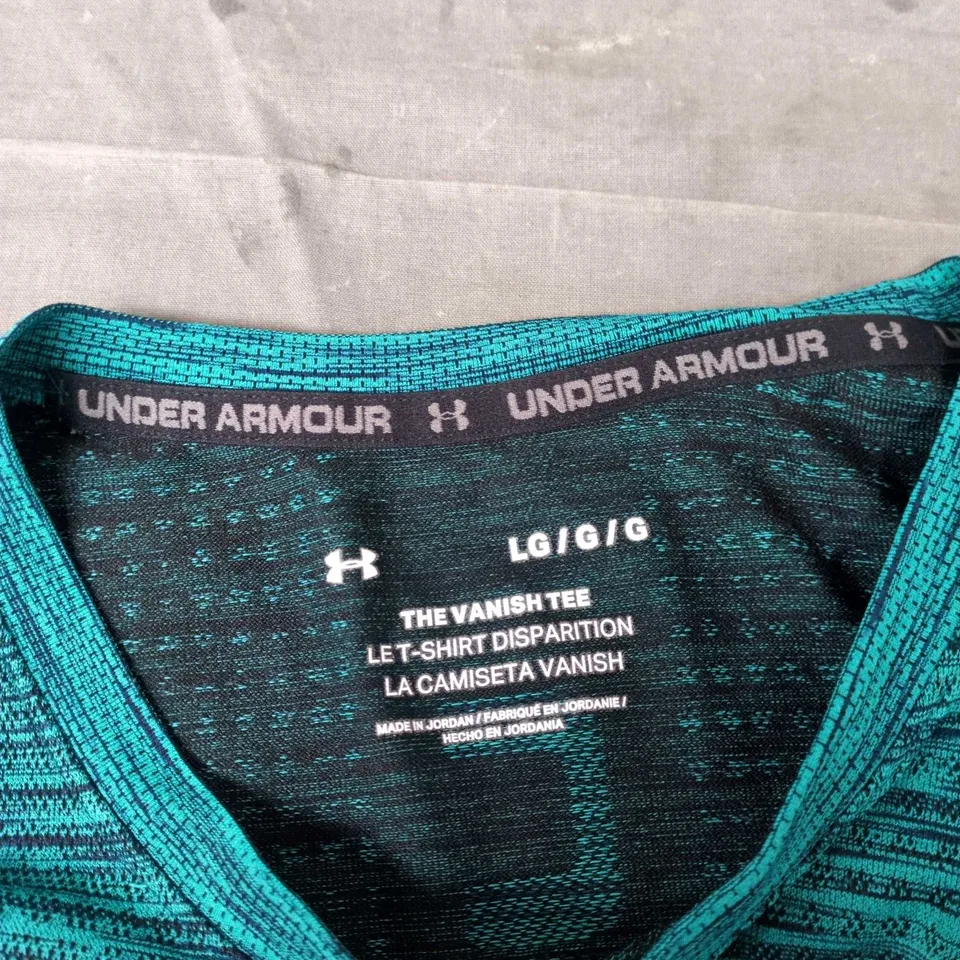 UNDER ARMOUR UNDER ARMOUR U
LG / G / G
THE VANISH TEE
LE T-SHIRT DISPARITION
LA CAMISETA VANISH
MADE IN JORDAN / FABRIQUÉ EN JORDANIE /
HECHO EN JORDANIA